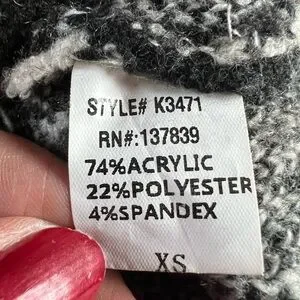 STYLE# K3471
RN#:137839
74%ACRYLIC
22%POLYESTER
4%SPANDEX
XS